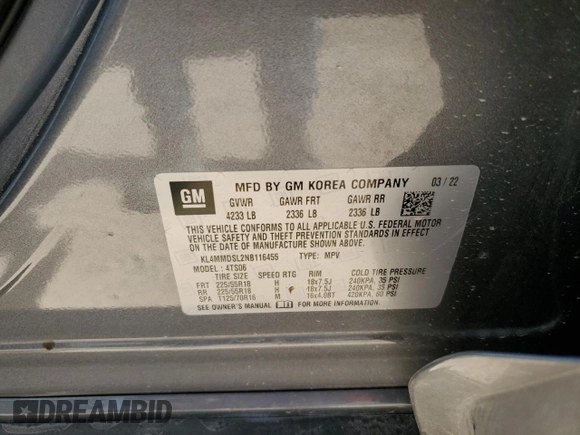 GM MFD BY GM KOREA COMPANY 03/22
GVWR GAWR FRT GAWR RR
4233 LB 2336 LB 2336 LB
THIS VEHICLE CONFORMS TO ALL APPLICABLE U.S. FEDERAL MOTOR
VEHICLE SAFETY AND THEFT PREVENTION STANDARDS IN EFFECT
ON THE DATE OF MANUFACTURE SHOWN ABOVE.
KL4MMDSL2NB116455 TYPE: MPV
MODEL: 4TS06
TIRE SIZE SPEED RTG RIM COLD TIRE PRESSURE
FRT 225/55R18 H 18x7.5J 240KPA, 35 PSI
RR 225/55R18 H 18x7.5J 240KPA, 35 PSI
SPA T125/70R16 M 16x4.0BT 420KPA, 60 PSI
SEE OWNER'S MANUAL FOR MORE INFORMATION.
DREAMBID